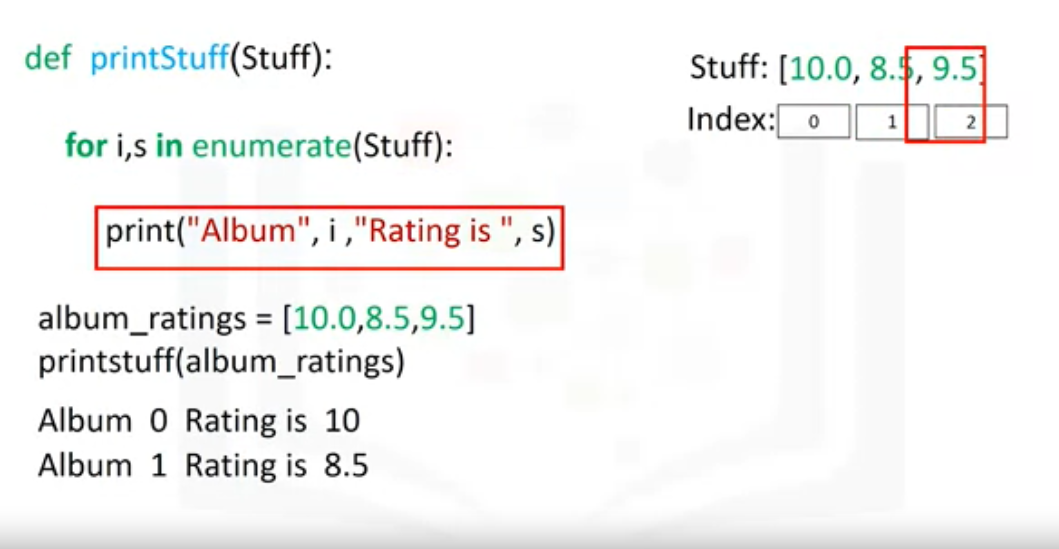 def printStuff(Stuff):
for i,s in enumerate(Stuff):
print("Album", i ,"Rating is ", s)
album_ratings = [10.0,8.5,9.5]
printstuff(album_ratings)
Album 0 Rating is 10
Album 1 Rating is 8.5
Stuff: [10.0, 8.5, 9.5]
Index: 0 1 2